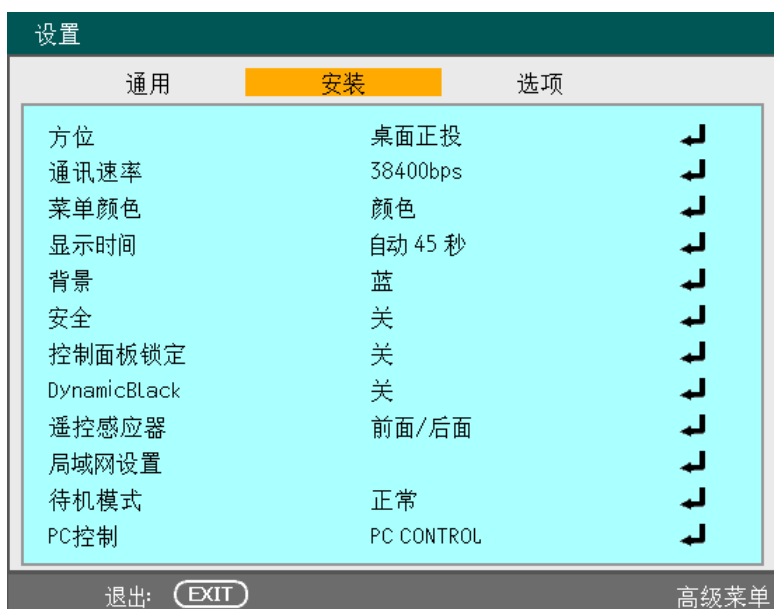 设置
通用 安装 选项
方位 桌面正投
通讯速率 38400bps
菜单颜色 颜色
显示时间 自动 45 秒
背景 蓝
安全 关
控制面板锁定 关
DynamicBlack 关
遥控感应器 前面/后面
局域网设置
待机模式 正常
PC控制 PC CONTROL
退出: EXIT 高级菜单